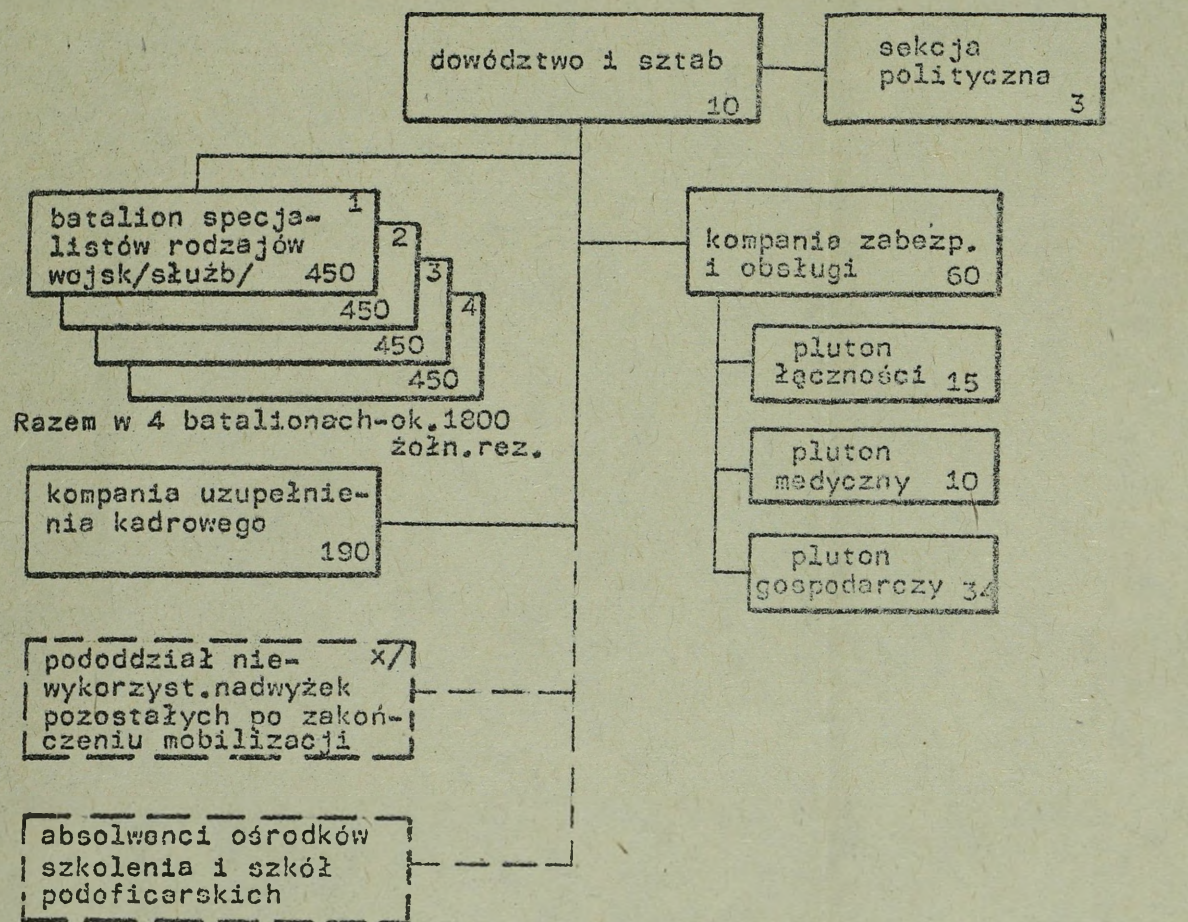 dowództwo i sztab
10
sekcja
polityczna
3
batalion specja-
listów rodzajów
wojsk/służb/ 450
1
2
3
4
450
450
450
Razem w 4 batalionach-ok.1800
żołn.rez.
kompania zabezp.
i obsługi 60
pluton
łączności 15
pluton
medyczny 10
pluton
gospodarczy 34
kompania uzupełnie-
nia kadrowego
190
pododdział nie- x/
wykorzyst.nadwyżek
pozostałych po zakoń-
czeniu mobilizacji
absolwenci ośrodków
szkolenia i szkół
podoficerskich